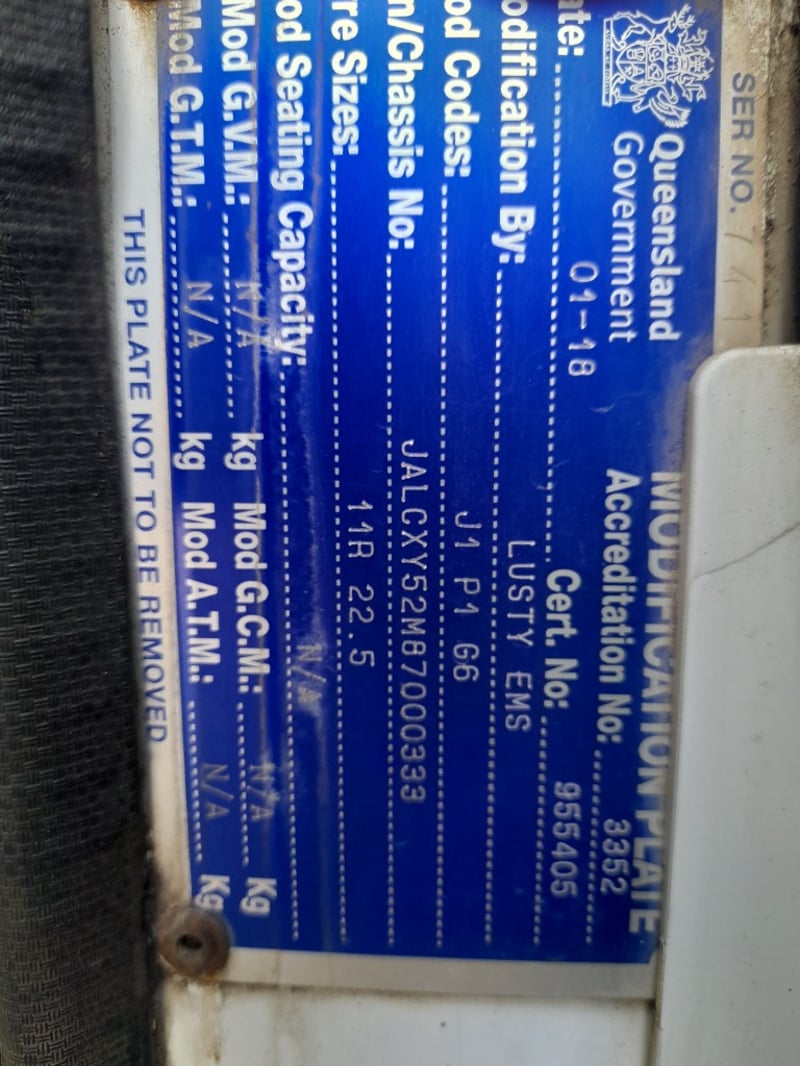 SER NO. 741
Queensland Government
MODIFICATION PLATE
Accreditation No: 3352
ate: 01-18 Cert. No: 955405
odification By: LUSTY EMS
od Codes: J1 P1 G6
n/Chassis No: JALCXY52M87000333
re Sizes: 11R 22.5
od Seating Capacity: N/A
Mod G.V.M.: N/A kg Mod G.C.M.: N/A Kg
Mod G.T.M.: N/A kg Mod A.T.M.: N/A Kg
THIS PLATE NOT TO BE REMOVED